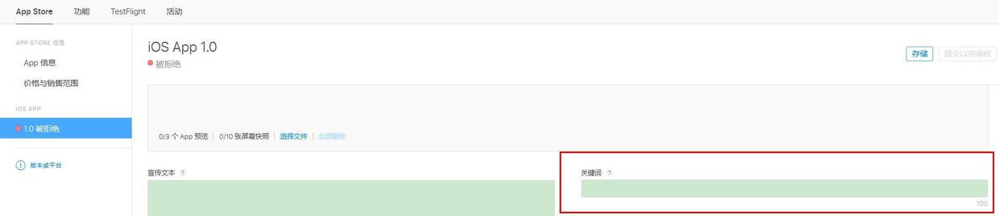 App Store 功能 TestFlight 活动
APP STORE 信息
App 信息
价格与销售范围
iOS APP
1.0 被拒绝
版本或平台
iOS App 1.0
被拒绝
存储 提交以供审核
0/3 个 App 预览 0/10 张屏幕快照 选择文件 全部删除
宣传文本 ?
关键词 ?
100